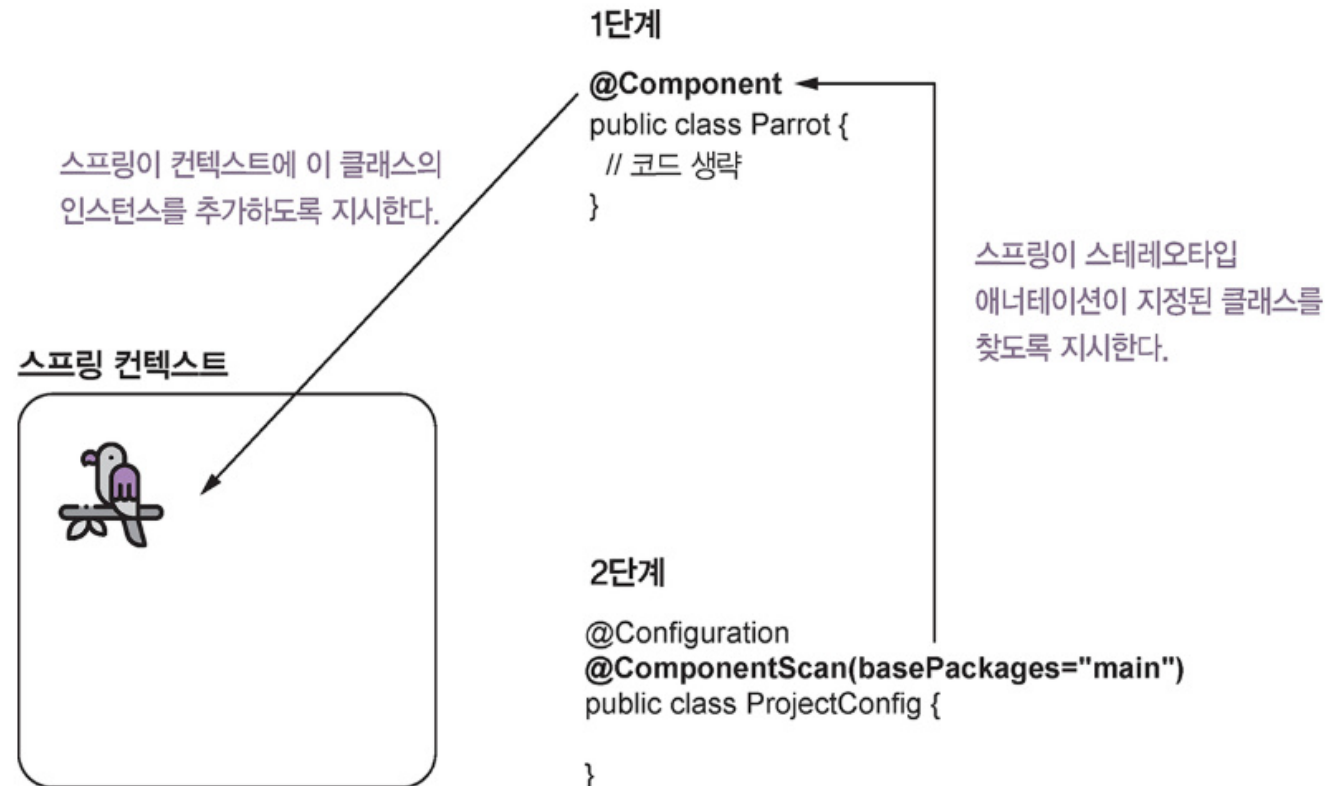 1단계
@Component
public class Parrot {
// 코드 생략
}
스프링이 컨텍스트에 이 클래스의
인스턴스를 추가하도록 지시한다.
스프링이 스테레오타입
애너테이션이 지정된 클래스를
찾도록 지시한다.
스프링 컨텍스트
2단계
@Configuration
@ComponentScan(basePackages="main")
public class ProjectConfig {
}